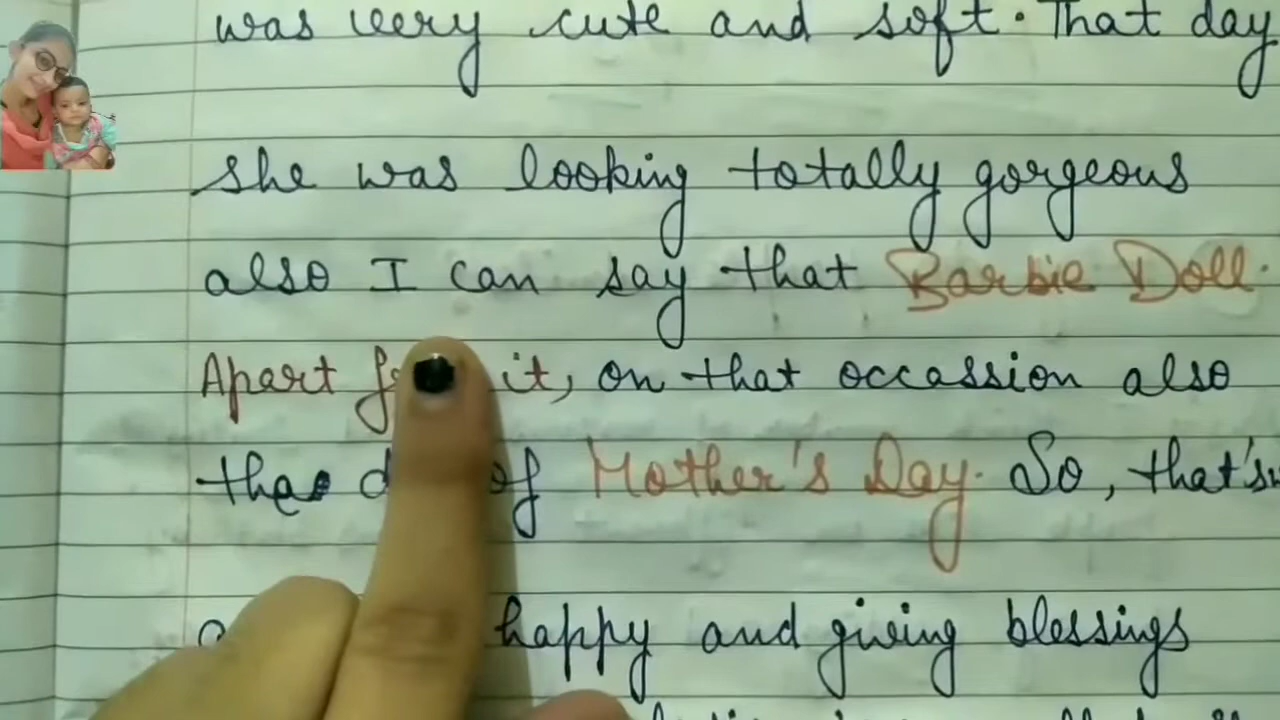 was very cute and soft. That day
she was looking totally gorgeous
also I can say that Barbie Doll.
Apart it, on that occassion also
the of Mother's Day. So, that's
happy and giving blessings